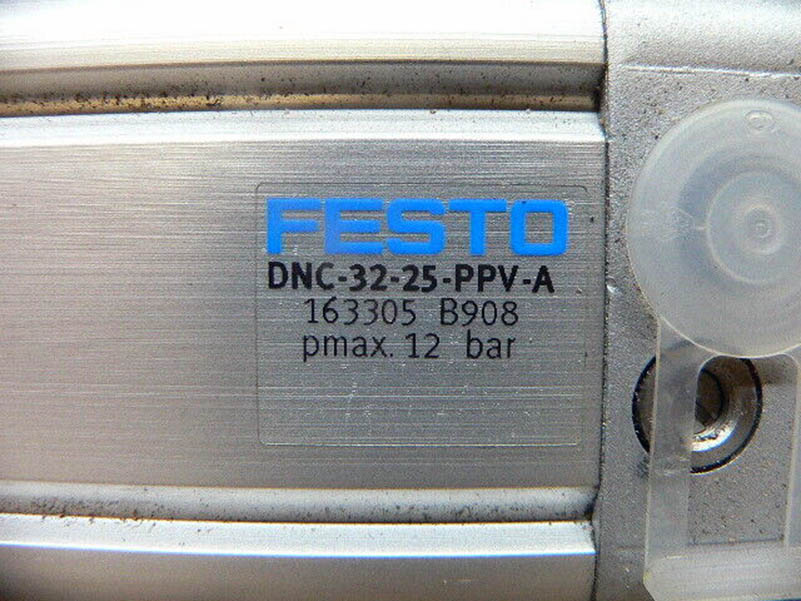 FESTO
DNC-32-25-PPV-A
163305 B908
pmax. 12 bar